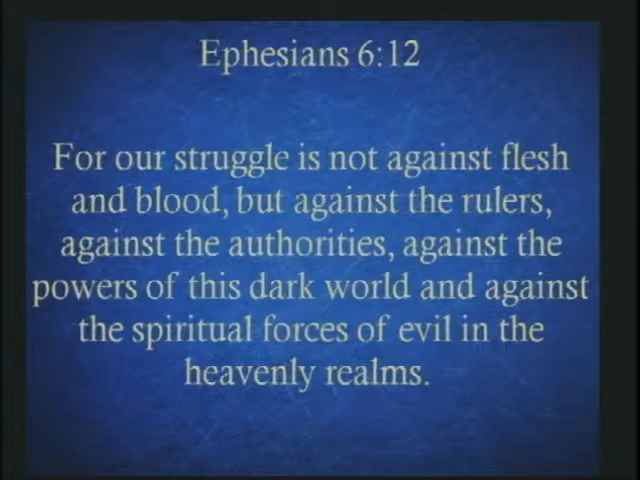 Ephesians 6:12
For our struggle is not against flesh
and blood, but against the rulers,
against the authorities, against the
powers of this dark world and against
the spiritual forces of evil in the
heavenly realms.